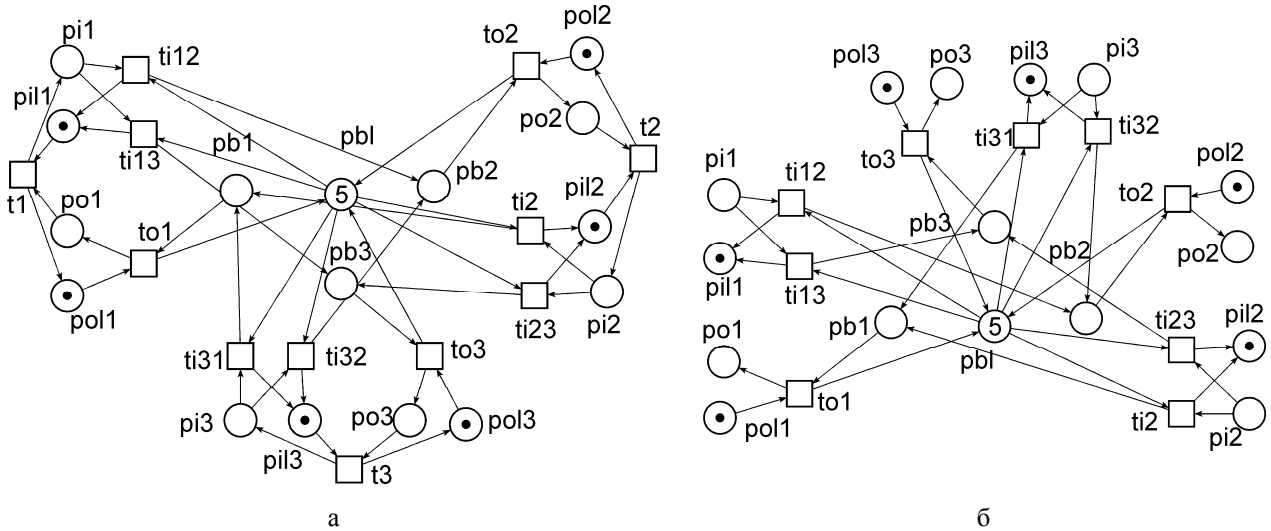 pi1
ti12
to2
pol2
pil1
po2
t2
pb1
pbl
ti13
pb2
t1
po1
5
ti2
pil2
to1
pb3
pol1
ti23
pi2
ti31
ti32
to3
pi3
po3
pol3
pil3
t3
а
pol3
po3
pil3
pi3
ti31
ti32
to3
pi1
ti12
pol2
to2
pb3
pb2
po2
pil1
ti13
pb1
5
ti23
pil2
po1
pbl
to1
ti2
pol1
pi2
б